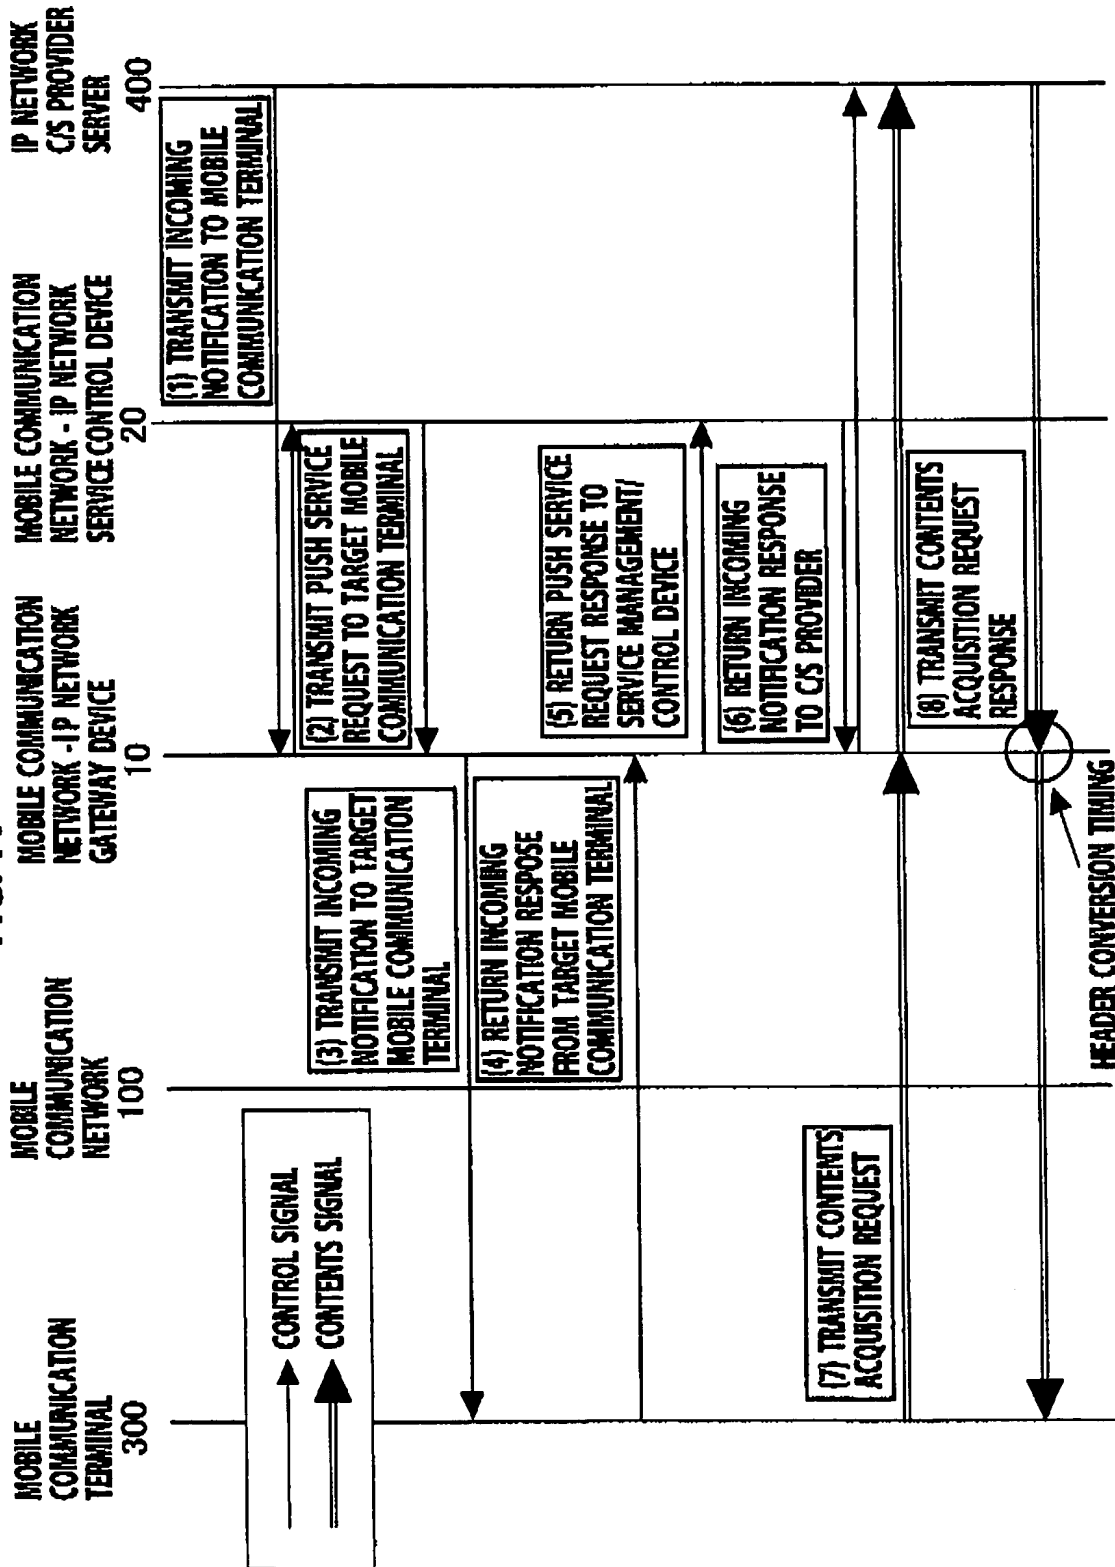 MOBILE
COMMUNICATION
TERMINAL
300
MOBILE
COMMUNICATION
NETWORK
100
MOBILE COMMUNICATION
NETWORK -IP NETWORK
GATEWAY DEVICE
10
MOBILE COMMUNICATION
NETWORK - IP NETWORK
SERVICE CONTROL DEVICE
20
IP NETWORK
C/S PROVIDER
SERVER
400
CONTROL SIGNAL
CONTENTS SIGNAL
(1) TRANSMIT INCOMING
NOTIFICATION TO MOBILE
COMMUNICATION TERMINAL
(2) TRANSMIT PUSH SERVICE
REQUEST TO TARGET MOBILE
COMMUNICATION TERMINAL
(3) TRANSMIT INCOMING
NOTIFICATION TO TARGET
MOBILE COMMUNICATION
TERMINAL
(4) RETURN INCOMING
NOTIFICATION RESPOSE
FROM TARGET MOBILE
COMMUNICATION TERMINAL
(5) RETURN PUSH SERVICE
REQUEST RESPONSE TO
SERVICE MANAGEMENT/
CONTROL DEVICE
(6) RETURN INCOMING
NOTIFICATION RESPONSE
TO C/S PROVIDER
(7) TRANSMIT CONTENTS
ACQUISITION REQUEST
(8) TRANSMIT CONTENTS
ACQUISITION REQUEST
RESPONSE
HEADER CONVERSION TIMING